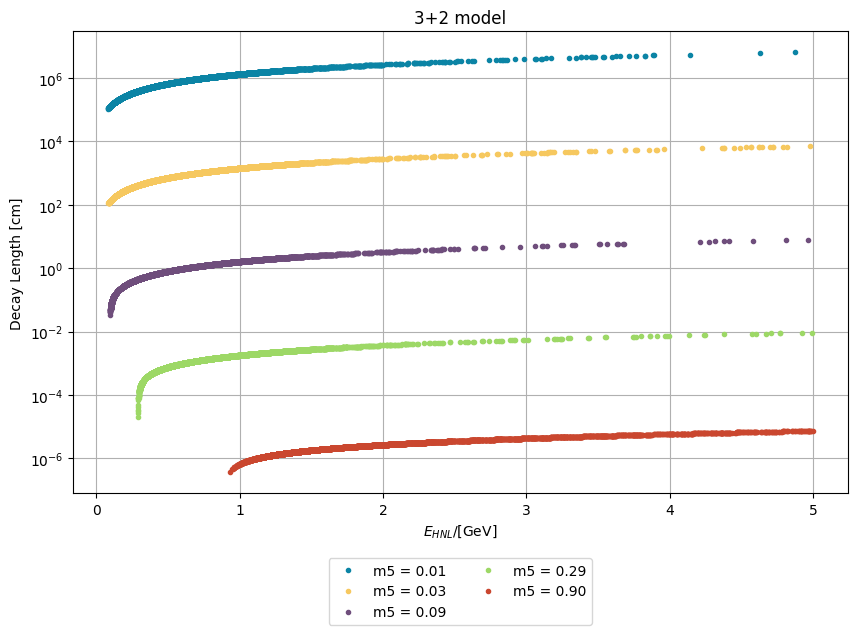 3+2 model
Decay Length [cm]
10^6
10^4
10^2
10^0
10^−2
10^−4
10^−6
0 1 2 3 4 5
E_{HNL}/[GeV]
m5 = 0.01 m5 = 0.29
m5 = 0.03 m5 = 0.90
m5 = 0.09